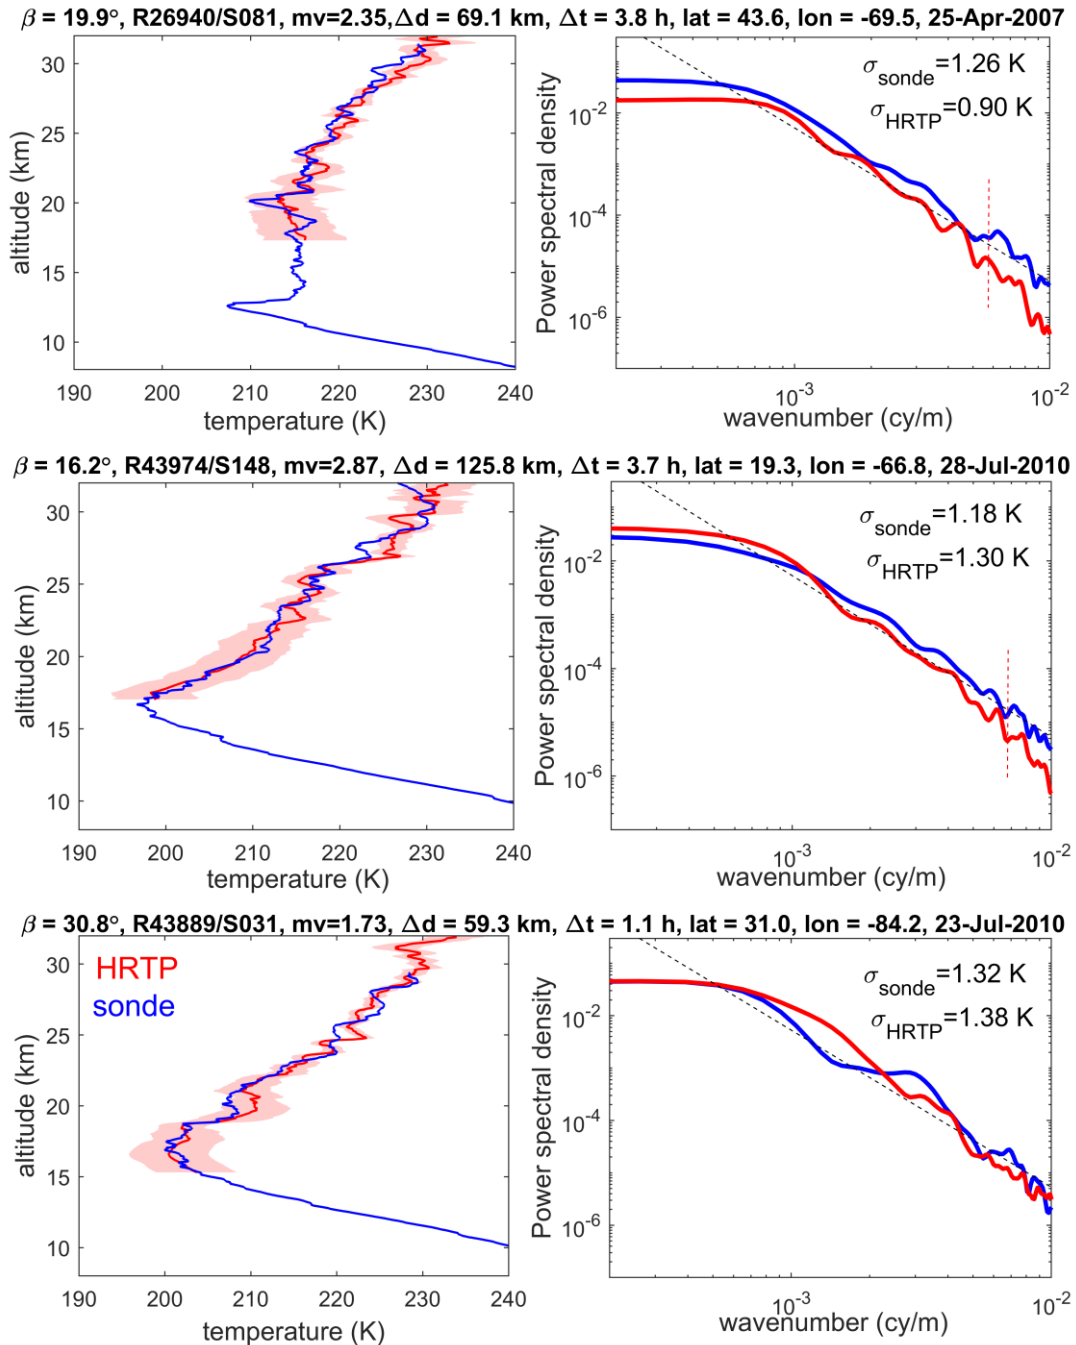 β = 19.9°, R26940/S081, mv=2.35,Δd = 69.1 km, Δt = 3.8 h, lat = 43.6, lon = -69.5, 25-Apr-2007
altitude (km)
30
25
20
15
10
190 200 210 220 230 240
temperature (K)
Power spectral density
10-2
10-4
10-6
σsonde=1.26 K
σHRTP=0.90 K
10-3 10-2
wavenumber (cy/m)
β = 16.2°, R43974/S148, mv=2.87, Δd = 125.8 km, Δt = 3.7 h, lat = 19.3, lon = -66.8, 28-Jul-2010
altitude (km)
30
25
20
15
10
190 200 210 220 230 240
temperature (K)
Power spectral density
10-2
10-4
10-6
σsonde=1.18 K
σHRTP=1.30 K
10-3 10-2
wavenumber (cy/m)
β = 30.8°, R43889/S031, mv=1.73, Δd = 59.3 km, Δt = 1.1 h, lat = 31.0, lon = -84.2, 23-Jul-2010
altitude (km)
30
25
20
15
10
HRTP
sonde
190 200 210 220 230 240
temperature (K)
Power spectral density
10-2
10-4
10-6
σsonde=1.32 K
σHRTP=1.38 K
10-3 10-2
wavenumber (cy/m)